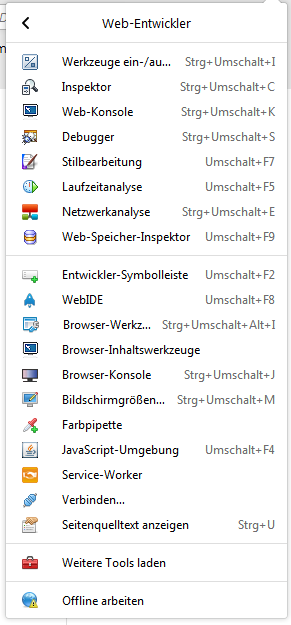 Web-Entwickler
Werkzeuge ein-/au... Strg+Umschalt+I
Inspektor Strg+Umschalt+C
Web-Konsole Strg+Umschalt+K
Debugger Strg+Umschalt+S
Stilbearbeitung Umschalt+F7
Laufzeitanalyse Umschalt+F5
Netzwerkanalyse Strg+Umschalt+E
Web-Speicher-Inspektor Umschalt+F9
Entwickler-Symbolleiste Umschalt+F2
WebIDE Umschalt+F8
Browser-Werkz... Strg+Umschalt+Alt+I
Browser-Inhaltswerkzeuge
Browser-Konsole Strg+Umschalt+J
Bildschirmgrößen... Strg+Umschalt+M
Farbpipette
JavaScript-Umgebung Umschalt+F4
Service-Worker
Verbinden...
Seitenquelltext anzeigen Strg+U
Weitere Tools laden
Offline arbeiten